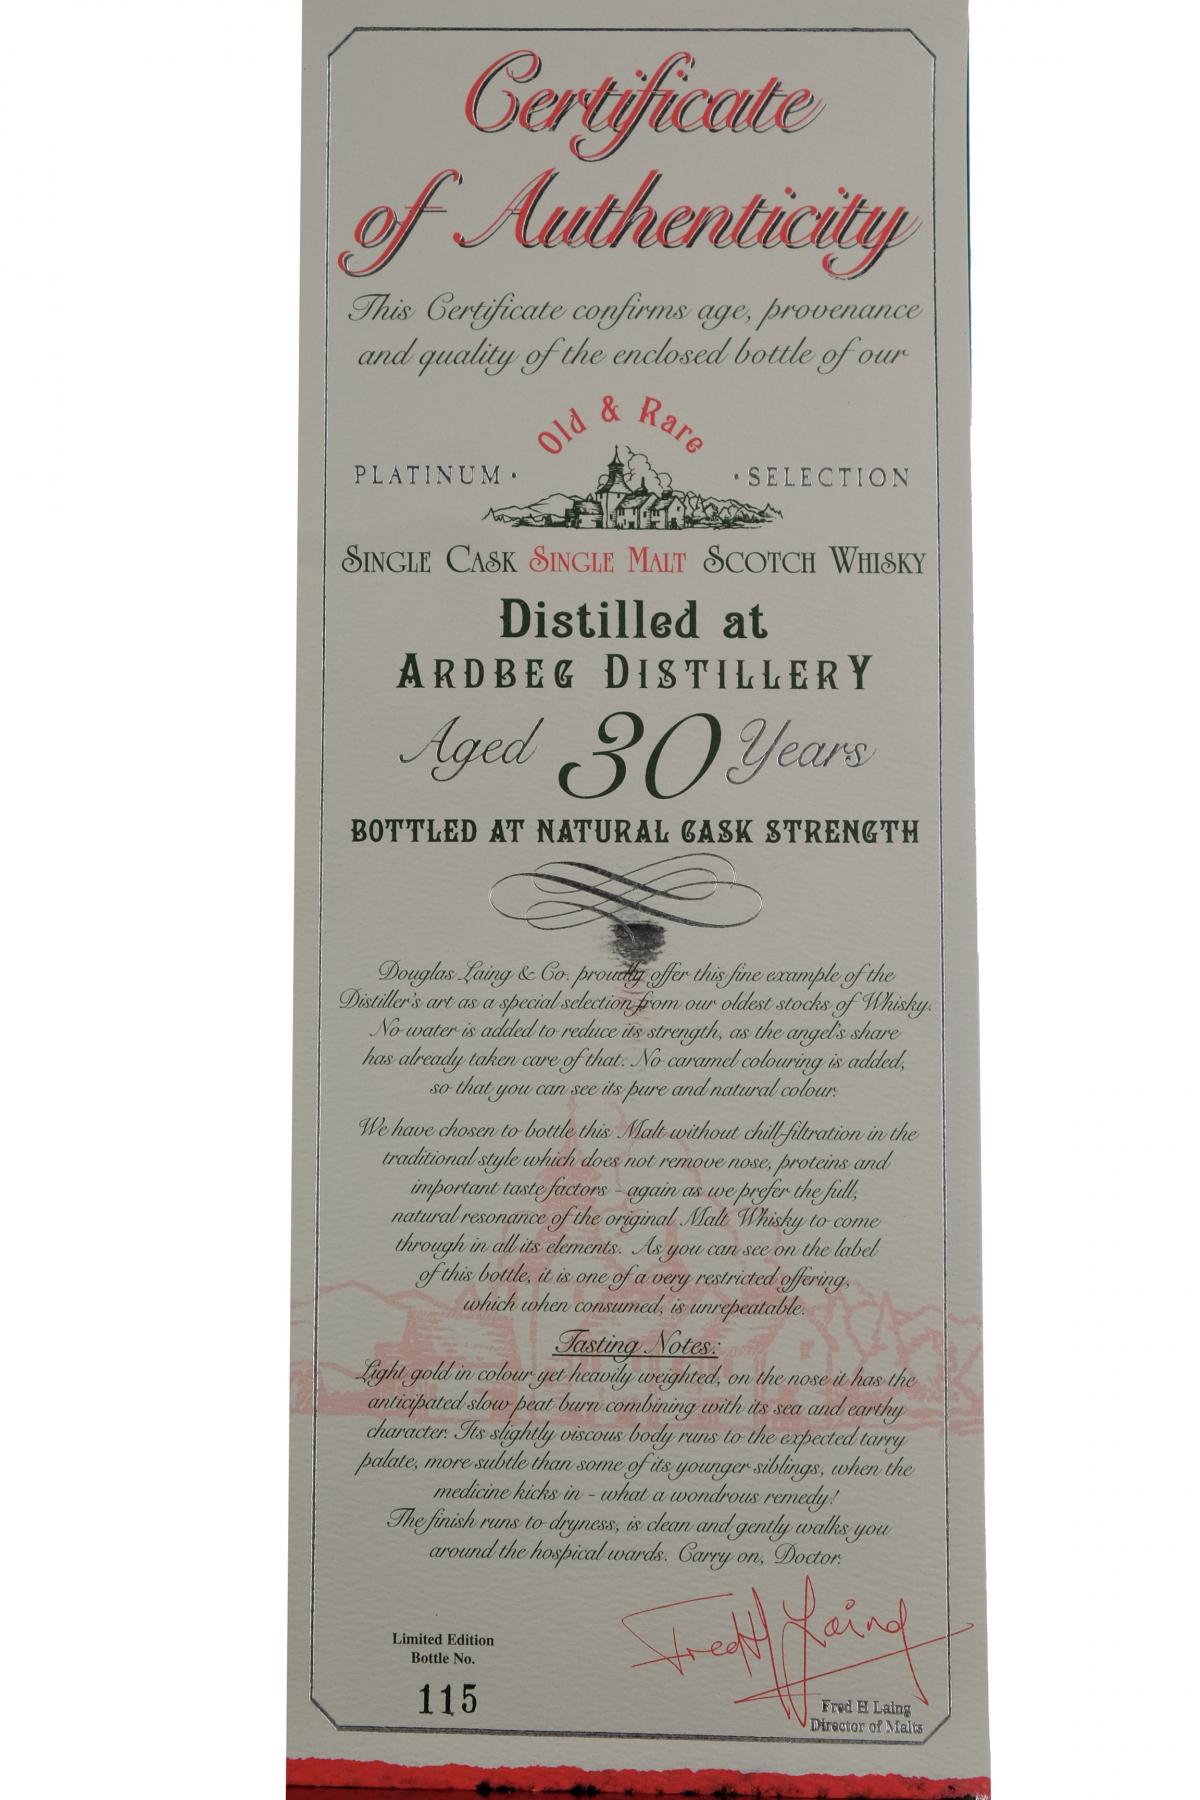 Certificate
of Authenticity
This Certificate confirms age, provenance
and quality of the enclosed bottle of our
Old & Rare
PLATINUM · · SELECTION
SINGLE CASK SINGLE MALT SCOTCH WHISKY
Distilled at
ARDBEG DISTILLERY
Aged 30 Years
BOTTLED AT NATURAL CASK STRENGTH
Douglas Laing & Co. proudly offer this fine example of the
Distiller's art as a special selection from our oldest stocks of Whisky.
No water is added to reduce its strength, as the angel's share
has already taken care of that. No caramel colouring is added,
so that you can see its pure and natural colour.
We have chosen to bottle this Malt without chill-filtration in the
traditional style which does not remove nose, proteins and
important taste factors - again as we prefer the full,
natural resonance of the original Malt Whisky to come
through in all its elements. As you can see on the label
of this bottle, it is one of a very restricted offering,
which when consumed, is unrepeatable.
Tasting Notes:
Light gold in colour yet heavily weighted, on the nose it has the
anticipated slow peat burn combining with its sea and earthy
character. Its slightly viscous body runs to the expected tarry
palate, more subtle than some of its younger siblings, when the
medicine kicks in - what a wondrous remedy!
The finish runs to dryness, is clean and gently walks you
around the hospical wards. Carry on, Doctor.
Fred H Laing
Limited Edition
Bottle No.
115
Fred H Laing
Director of Malts